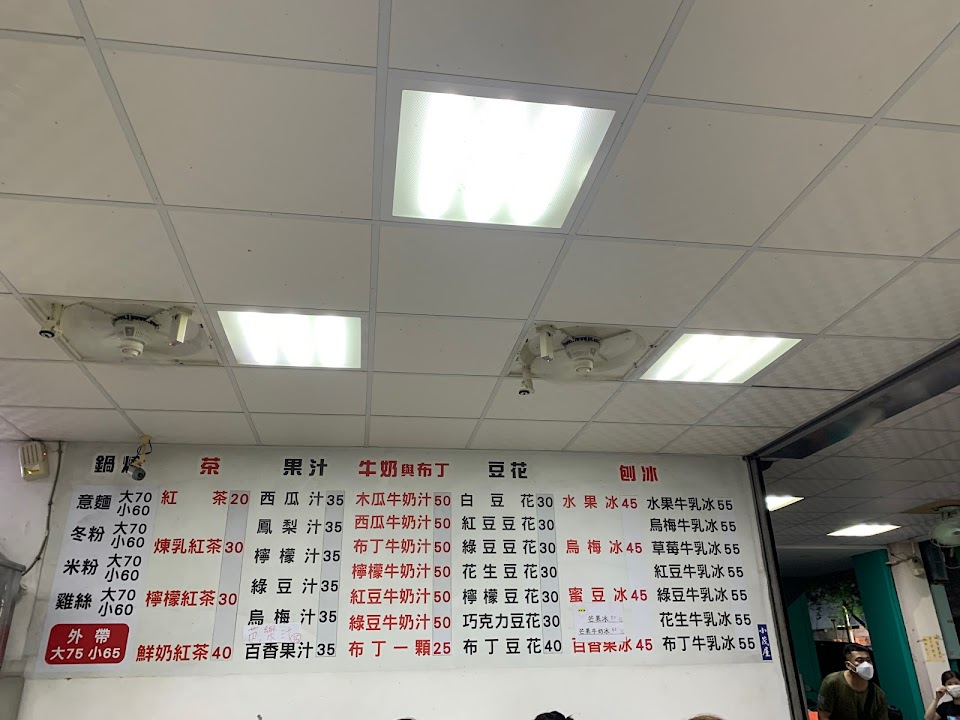 鍋燒
意麵 大70 小60
冬粉 大70 小60
米粉 大70 小60
雞絲 大70 小60
外帶
大75 小65
茶
紅茶20
煉乳紅茶30
檸檬紅茶30
鮮奶紅茶40
果汁
西瓜汁35
鳳梨汁35
檸檬汁35
綠豆汁35
烏梅汁35
百香果汁35
牛奶與布丁
木瓜牛奶汁50
西瓜牛奶汁50
布丁牛奶汁50
檸檬牛奶汁50
紅豆牛奶汁50
綠豆牛奶汁50
布丁一顆25
豆花
白豆花30
紅豆豆花30
綠豆豆花30
花生豆花30
檸檬豆花30
巧克力豆花30
布丁豆花40
刨冰
水果冰45
烏梅冰45
蜜豆冰45
芒果冰
芒果牛奶冰
百香果冰45
水果牛乳冰55
烏梅牛乳冰55
草莓牛乳冰55
紅豆牛乳冰55
綠豆牛乳冰55
花生牛乳冰55
布丁牛乳冰55
小茂屋